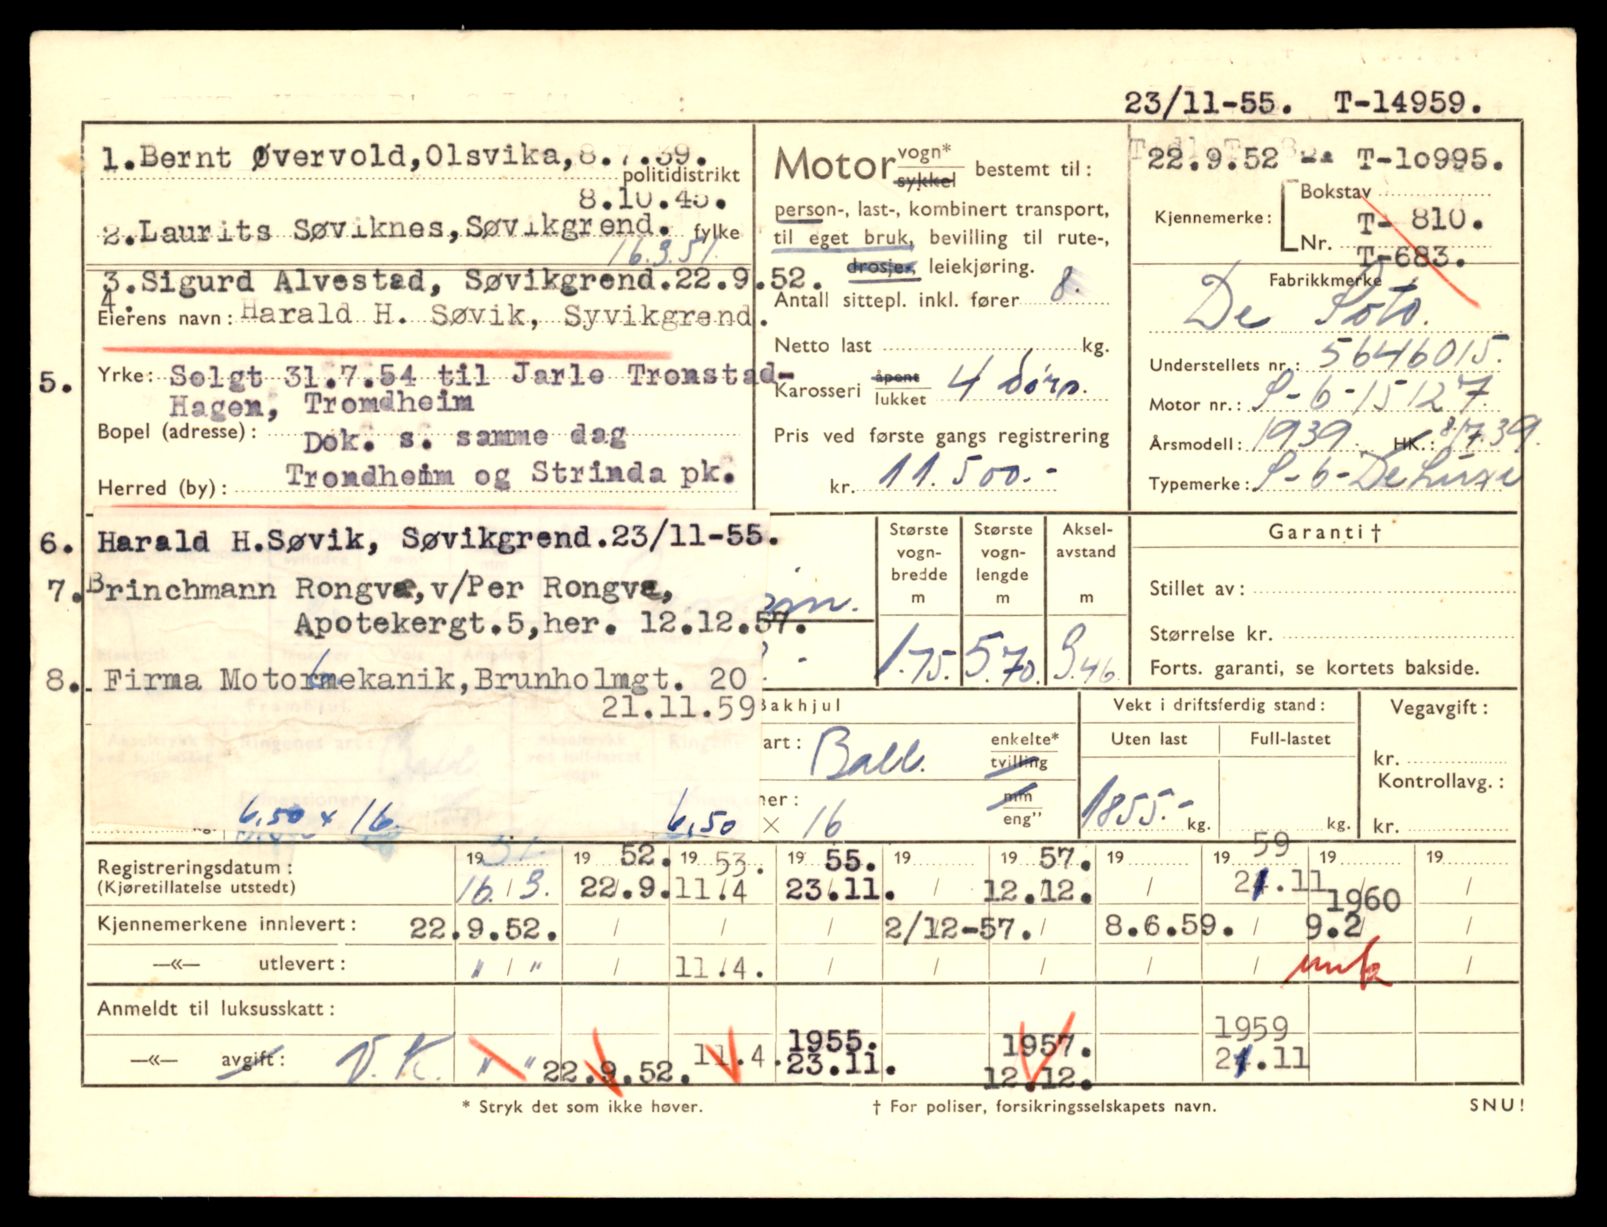 23/11-55. T-14959.
1. Bernt Øvervold, Olsvika, 8.7.39.
politidistrikt
8.10.45.
2. Laurits Søviknes, Søvikgrend. fylke
16.3.51.
3. Sigurd Alvestad, Søvikgrend. 22.9.52.
4.
Eierens navn: Harald H. Søvik, Syvikgrend.
5. Yrke: Solgt 31.7.54 til Jarle Tromstad-
Hagen, Trondheim
Bopel (adresse): Dok. s. samme dag
Herred (by): Trondheim og Strinda pk.
6. Harald H. Søvik, Søvikgrend. 23/11-55.
7. Brinchmann Rongve, v/Per Rongve,
Apotekergt. 5, her. 12.12.57.
8. Firma Motormekanik, Brunholmgt. 20
21.11.59
6,50 x 16 6,50
Motor vogn*
sykkel bestemt til:
person-, last-, kombinert transport,
til eget bruk, bevilling til rute-,
drosje-, leiekjøring.
Antall sittepl. inkl. fører 8.
Netto last kg.
Karosseri åpent
lukket 4 dørs.
Pris ved første gangs registrering
kr. 11.500.-
22.9.52 -- T-10995.
Bokstav
Kjennemerke: T- 810.
Nr. T-683.
Fabrikkmerke
De Soto.
Understellets nr.: 5646015.
Motor nr.: S-6-15127.
Årsmodell: 1939. HK.: 8/7.39.
Typemerke: S-6-De Luxe
Største vogn-bredde m
Største vogn-lengde m
Aksel-avstand m
1.75. 5.70. 3.46.
Garanti †
Stillet av:
Størrelse kr.
Forts. garanti, se kortets bakside.
Bakhjul
art: Ball. enkelte*
tvilling
ner: × 16 mm
eng"
Vekt i driftsferdig stand:
Uten last Full-lastet
1855.- kg. kg.
Vegavgift:
kr.
Kontrollavg.:
kr.
Registreringsdatum: 19 51. 19 52. 19 53. 19 55. 19 19 57. 19 19 59 19 19
(Kjøretillatelse utstedt) 16./3. 22.9. 11/4 23.11. / 12.12. / 21.11 1960 /
Kjennemerkene innlevert: 22.9.52. / / / 2/12-57. / 8.6.59. / 9.2 /
—«— utlevert: " / " / 11.4. / / / / / /
Anmeldt til luksusskatt:
1955. 1957. 1959
—«— avgift: V.K. " " 22.9.52. 11.4. 23.11. 12.12. 21.11
* Stryk det som ikke høver.
† For poliser, forsikringsselskapets navn.
SNU!